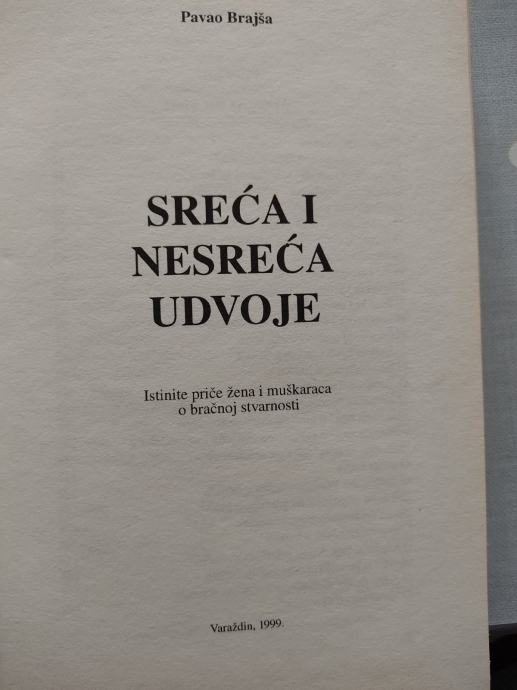 Pavao Brajša
SREĆA I
NESREĆA
UDVOJE
Istinite priče žena i muškaraca
o bračnoj stvarnosti
Varaždin, 1999.